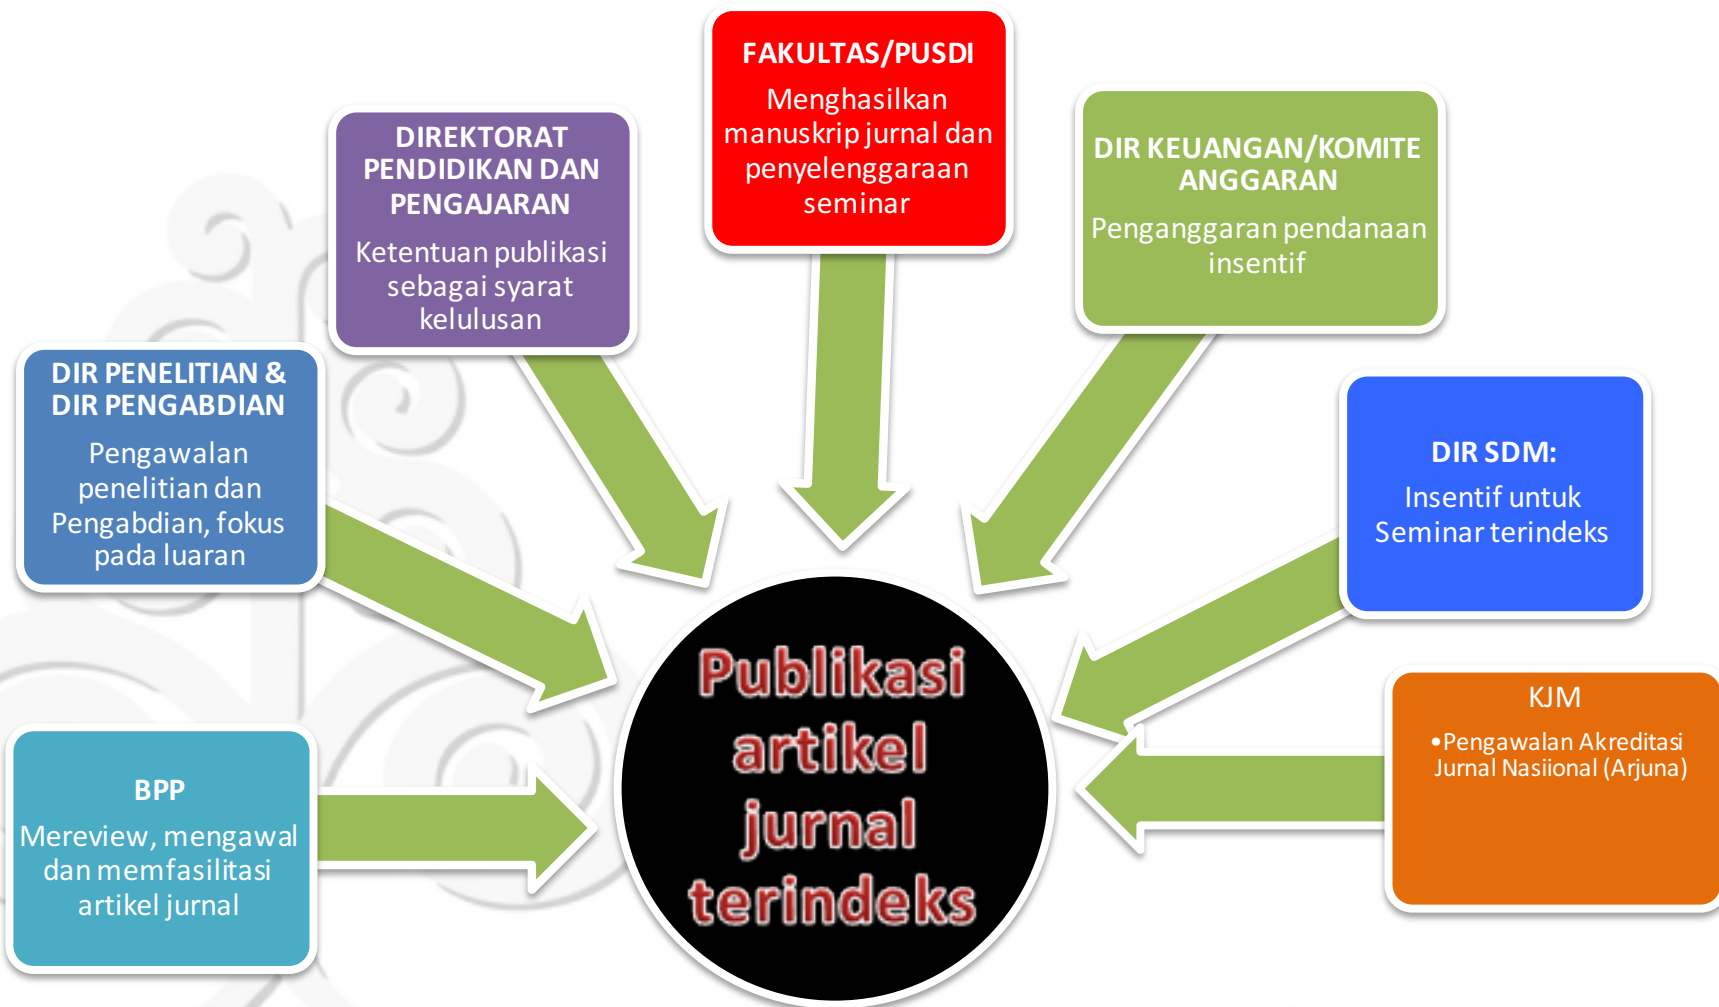 FAKULTAS/PUSDI
Menghasilkan
manuskrip jurnal dan
penyelenggaraan
seminar
DIREKTORAT
PENDIDIKAN DAN
PENGAJARAN
Ketentuan publikasi
sebagai syarat
kelulusan
DIR KEUANGAN/KOMITE
ANGGARAN
Penganggaran pendanaan
insentif
DIR PENELITIAN &
DIR PENGABDIAN
Pengawalan
penelitian dan
Pengabdian, fokus
pada luaran
DIR SDM:
Insentif untuk
Seminar terindeks
BPP
Mereview, mengawal
dan memfasilitasi
artikel jurnal
KJM
•Pengawalan Akreditasi
Jurnal Nasiional (Arjuna)
Publikasi
artikel
jurnal
terindeks